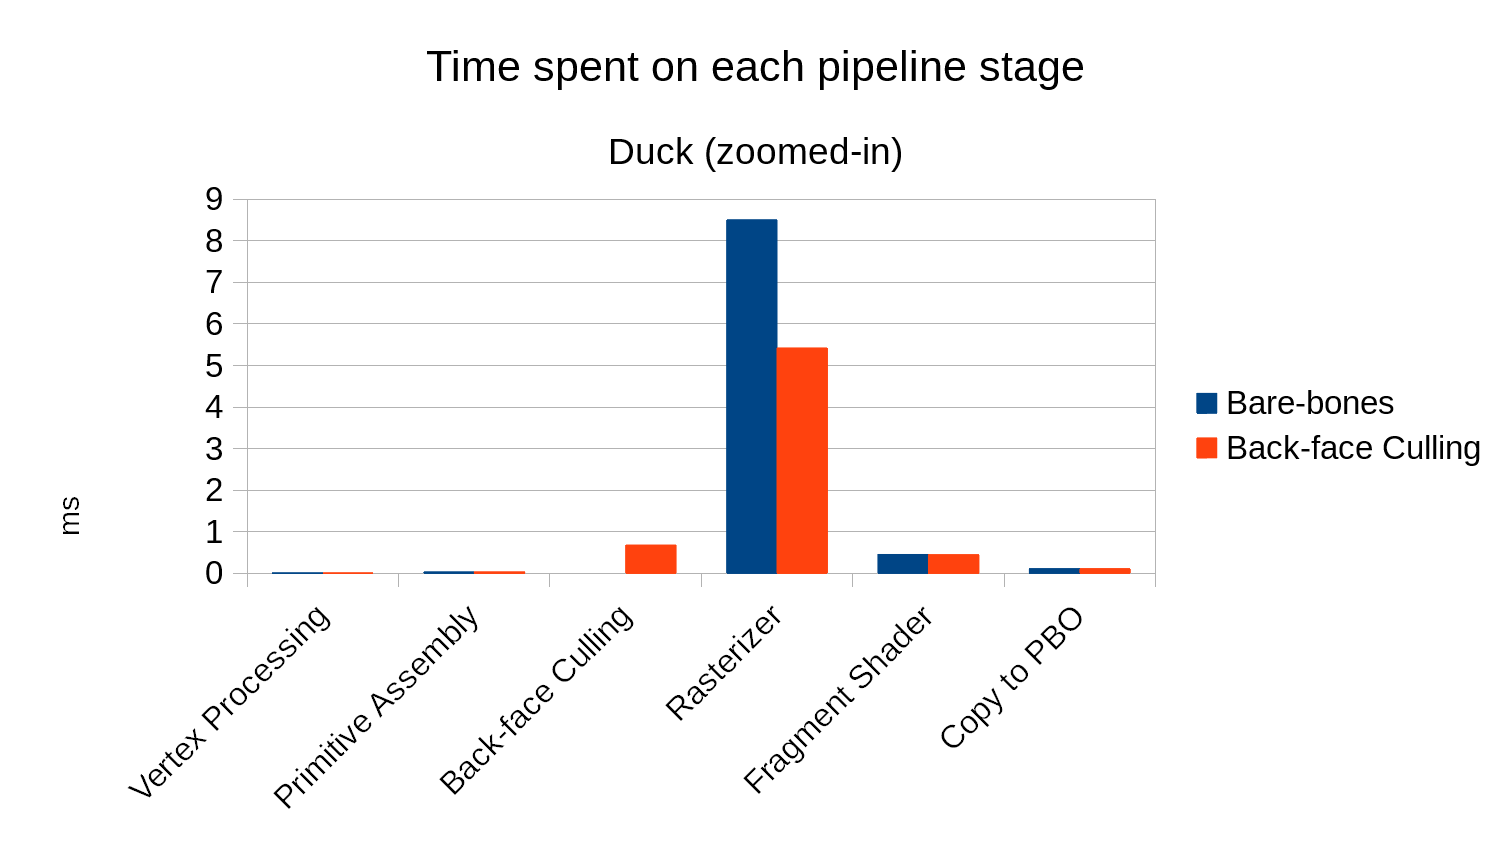 Time spent on each pipeline stage
Duck (zoomed-in)
9
8
7
6
5
4
3
2
1
0
ms
Vertex Processing
Primitive Assembly
Back-face Culling
Rasterizer
Fragment Shader
Copy to PBO
Bare-bones
Back-face Culling